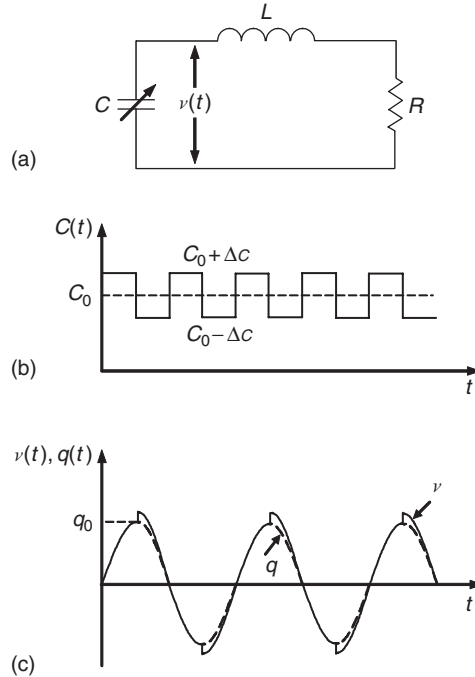 L
C
ν(t)
R
(a)
C(t)
C₀+ΔC
C₀
C₀−ΔC
t
(b)
ν(t), q(t)
ν
q₀
q
t
(c)